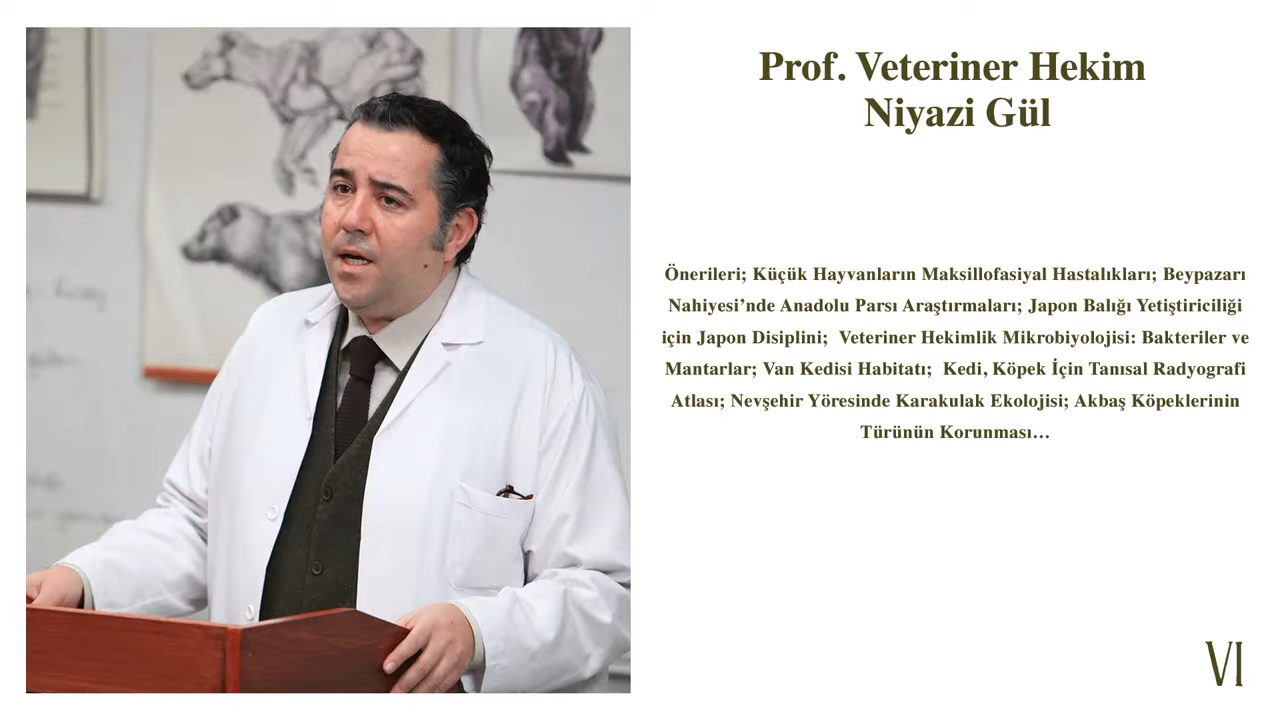 Prof. Veteriner Hekim
Niyazi Gül
Önerileri; Küçük Hayvanların Maksillofasiyal Hastalıkları; Beypazarı
Nahiyesi’nde Anadolu Parsı Araştırmaları; Japon Balığı Yetiştiriciliği
için Japon Disiplini;  Veteriner Hekimlik Mikrobiyolojisi: Bakteriler ve
Mantarlar; Van Kedisi Habitatı;  Kedi, Köpek İçin Tanısal Radyografi
Atlası; Nevşehir Yöresinde Karakulak Ekolojisi; Akbaş Köpeklerinin
Türünün Korunması…
VI